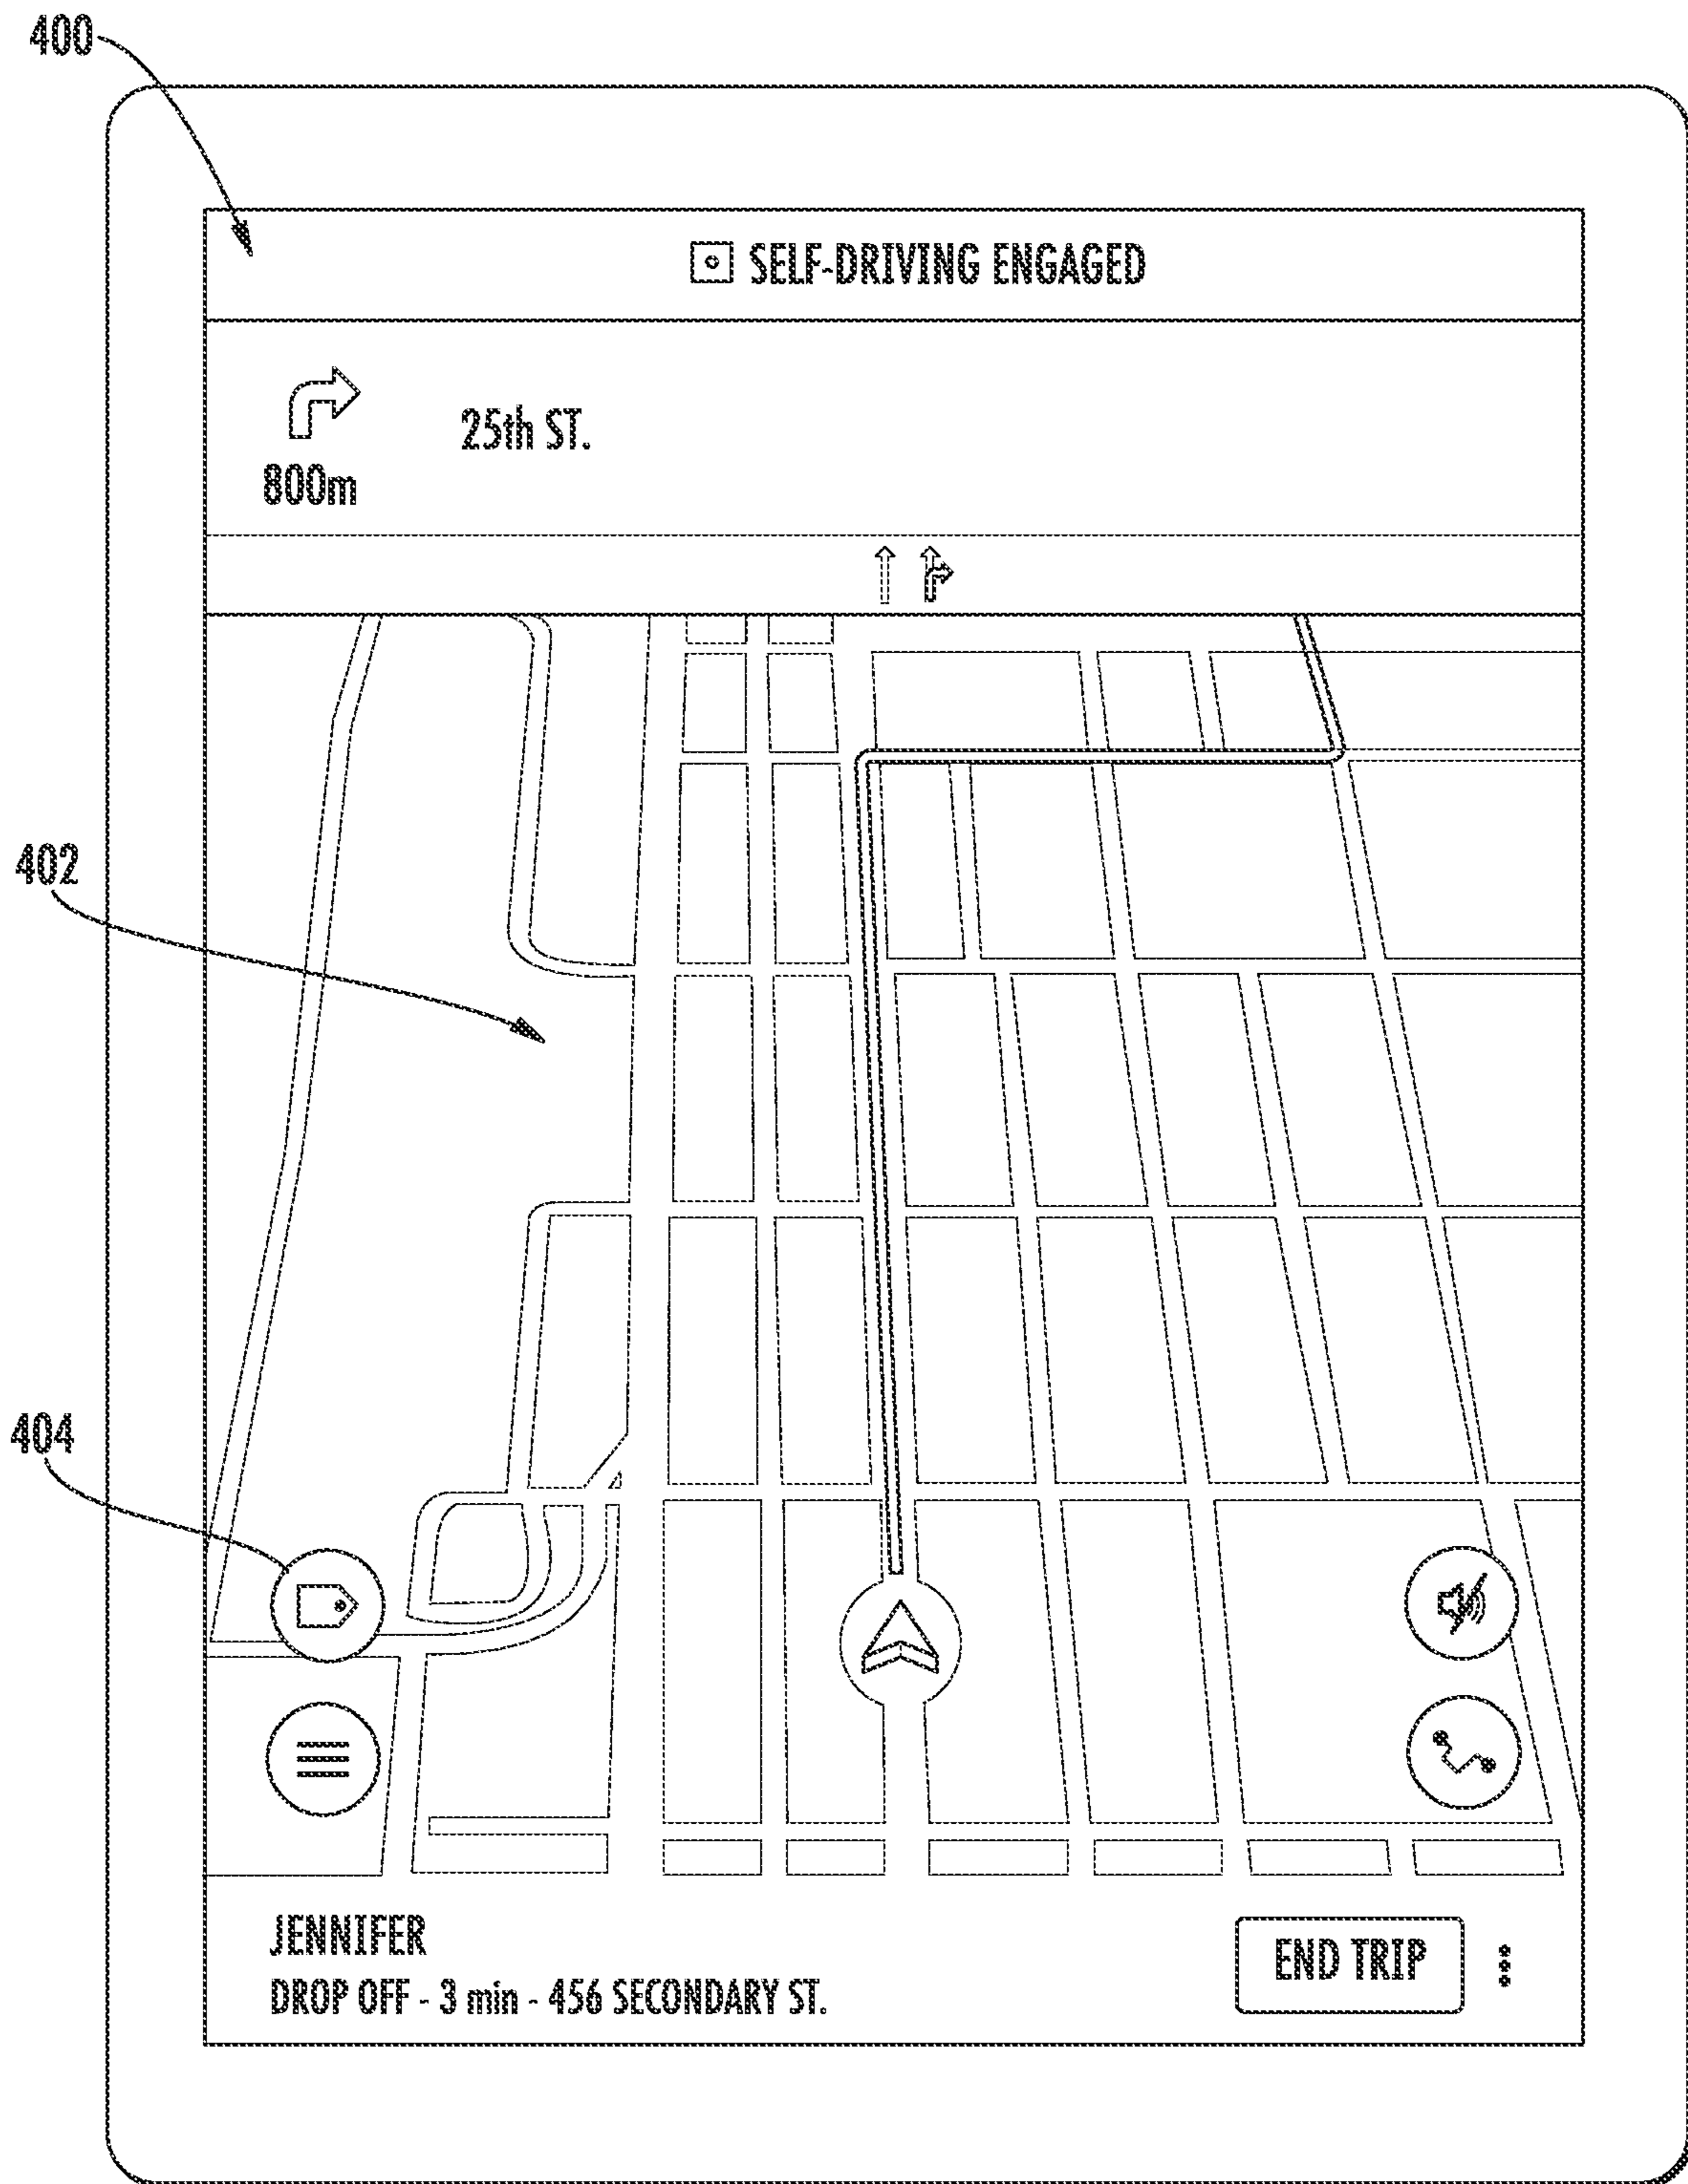 400
SELF-DRIVING ENGAGED
25th ST.
800m
402
404
JENNIFER
DROP OFF - 3 min - 456 SECONDARY ST.
END TRIP